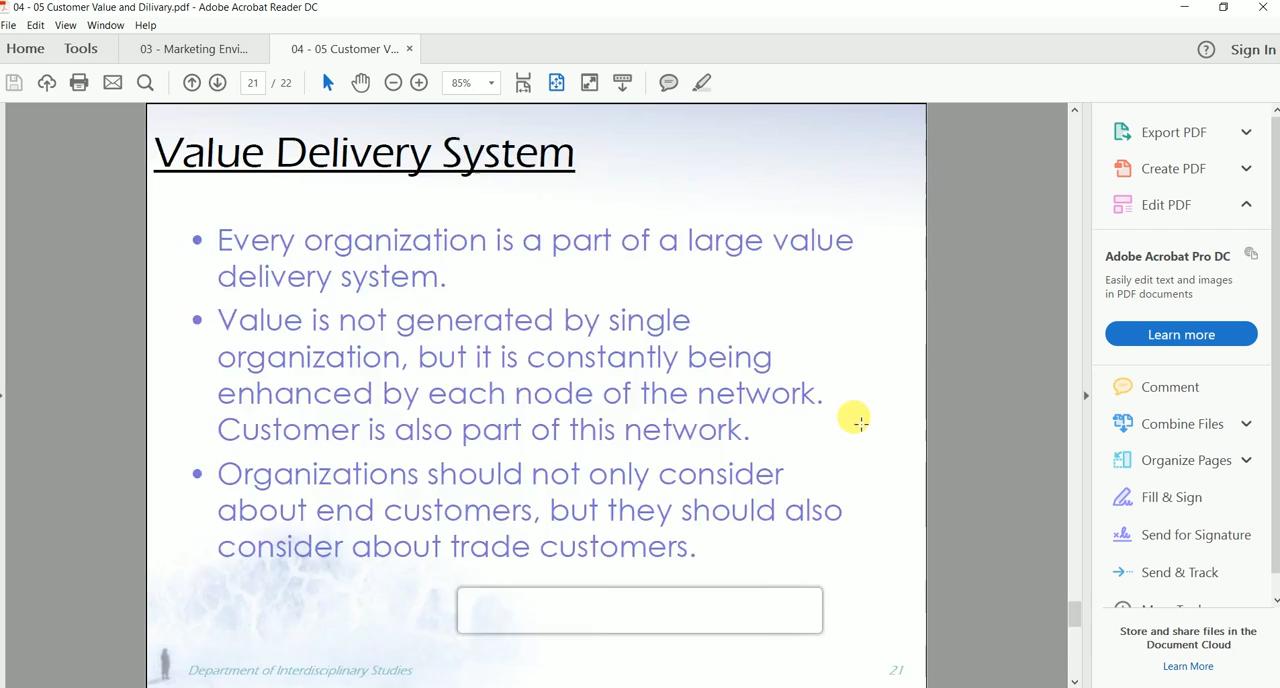 04 - 05 Customer Value and Dilivary.pdf - Adobe Acrobat Reader DC
File Edit View Window Help
Home Tools 03 - Marketing Envi... 04 - 05 Customer V... × Sign In
21 / 22 85%
Value Delivery System
• Every organization is a part of a large value
delivery system.
• Value is not generated by single
organization, but it is constantly being
enhanced by each node of the network.
Customer is also part of this network.
• Organizations should not only consider
about end customers, but they should also
consider about trade customers.
Department of Interdisciplinary Studies 21
Export PDF
Create PDF
Edit PDF
Adobe Acrobat Pro DC
Easily edit text and images
in PDF documents
Learn more
Comment
Combine Files
Organize Pages
Fill & Sign
Send for Signature
Send & Track
Store and share files in the
Document Cloud
Learn More